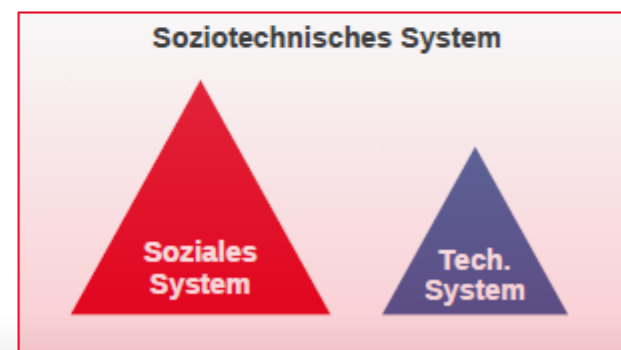 Soziotechnisches System
Soziales
System
Tech.
System